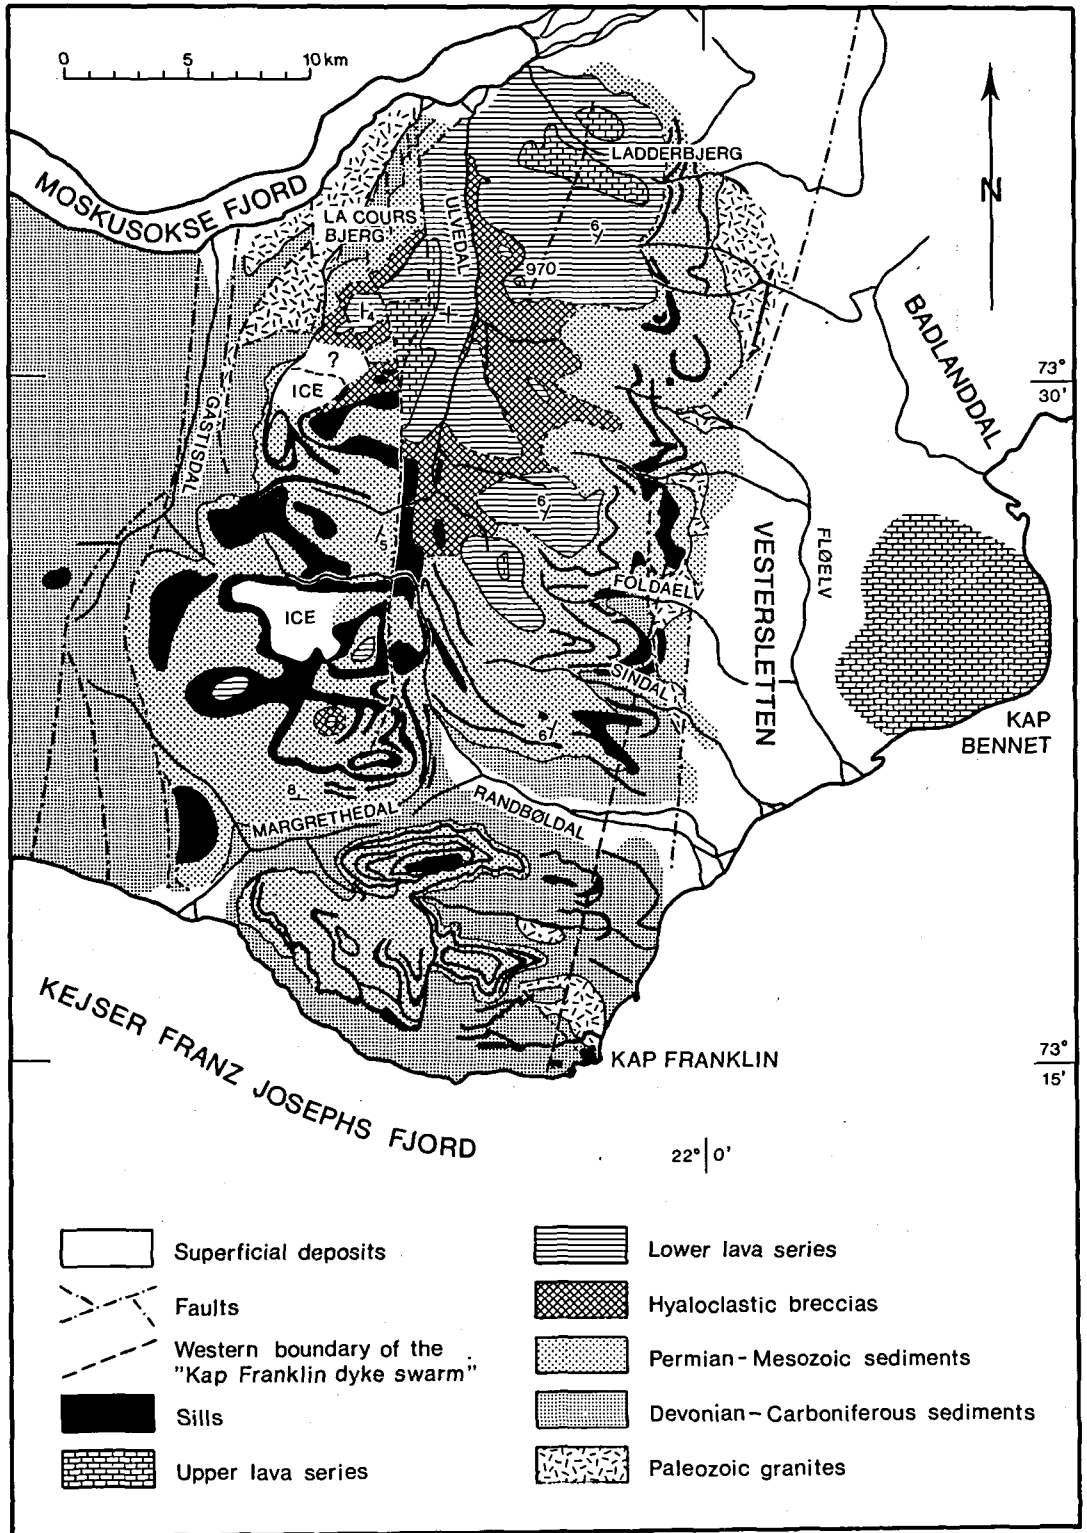 0 5 10 km
MOSKUSOKSE FJORD
LA COURS
BJERG
ULVEDAL
LADDERBJERG
6
970
N
4
?
ICE
GASTISDAL
BADLANDDAL
73°
30'
6
5
VESTERSLETTEN
FLØELV
FOLDAELV
ICE
SINDAL
6
KAP
BENNET
8
MARGRETHEDAL
RANDBØLDAL
KEJSER FRANZ JOSEPHS FJORD
KAP FRANKLIN
73°
15'
22° 0'
Superficial deposits
Faults
Western boundary of the
"Kap Franklin dyke swarm"
Sills
Upper lava series
Lower lava series
Hyaloclastic breccias
Permian-Mesozoic sediments
Devonian-Carboniferous sediments
Paleozoic granites